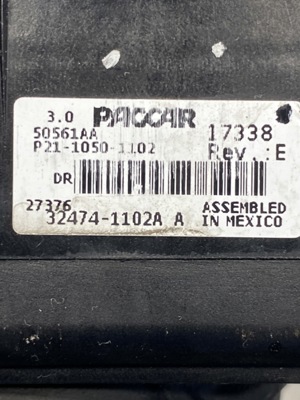 3.0 PACCAR 17338
50561AA
P21-1050-1102 Rev.:E
DR
27376 ASSEMBLED
32474-1102A A IN MEXICO